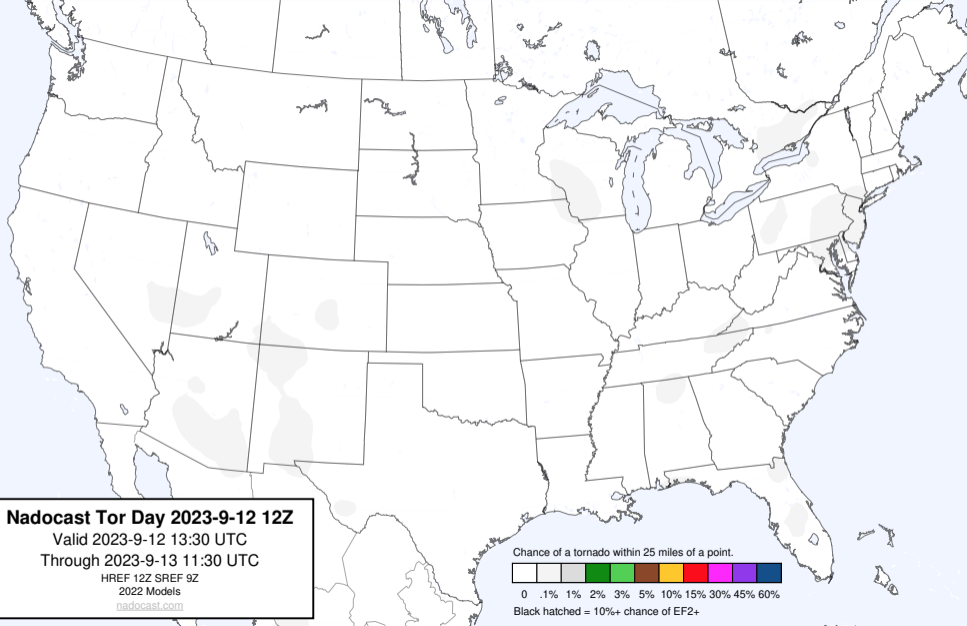 Nadocast Tor Day 2023-9-12 12Z
Valid 2023-9-12 13:30 UTC
Through 2023-9-13 11:30 UTC
HREF 12Z SREF 9Z
2022 Models
nadocast.com
Chance of a tornado within 25 miles of a point.
0 .1% 1% 2% 3% 5% 10% 15% 30% 45% 60%
Black hatched = 10%+ chance of EF2+